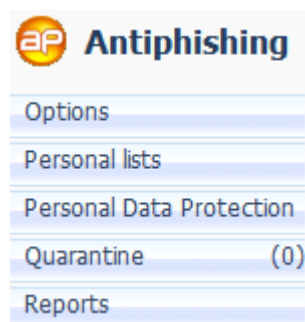 ap Antiphishing
Options
Personal lists
Personal Data Protection
Quarantine (0)
Reports